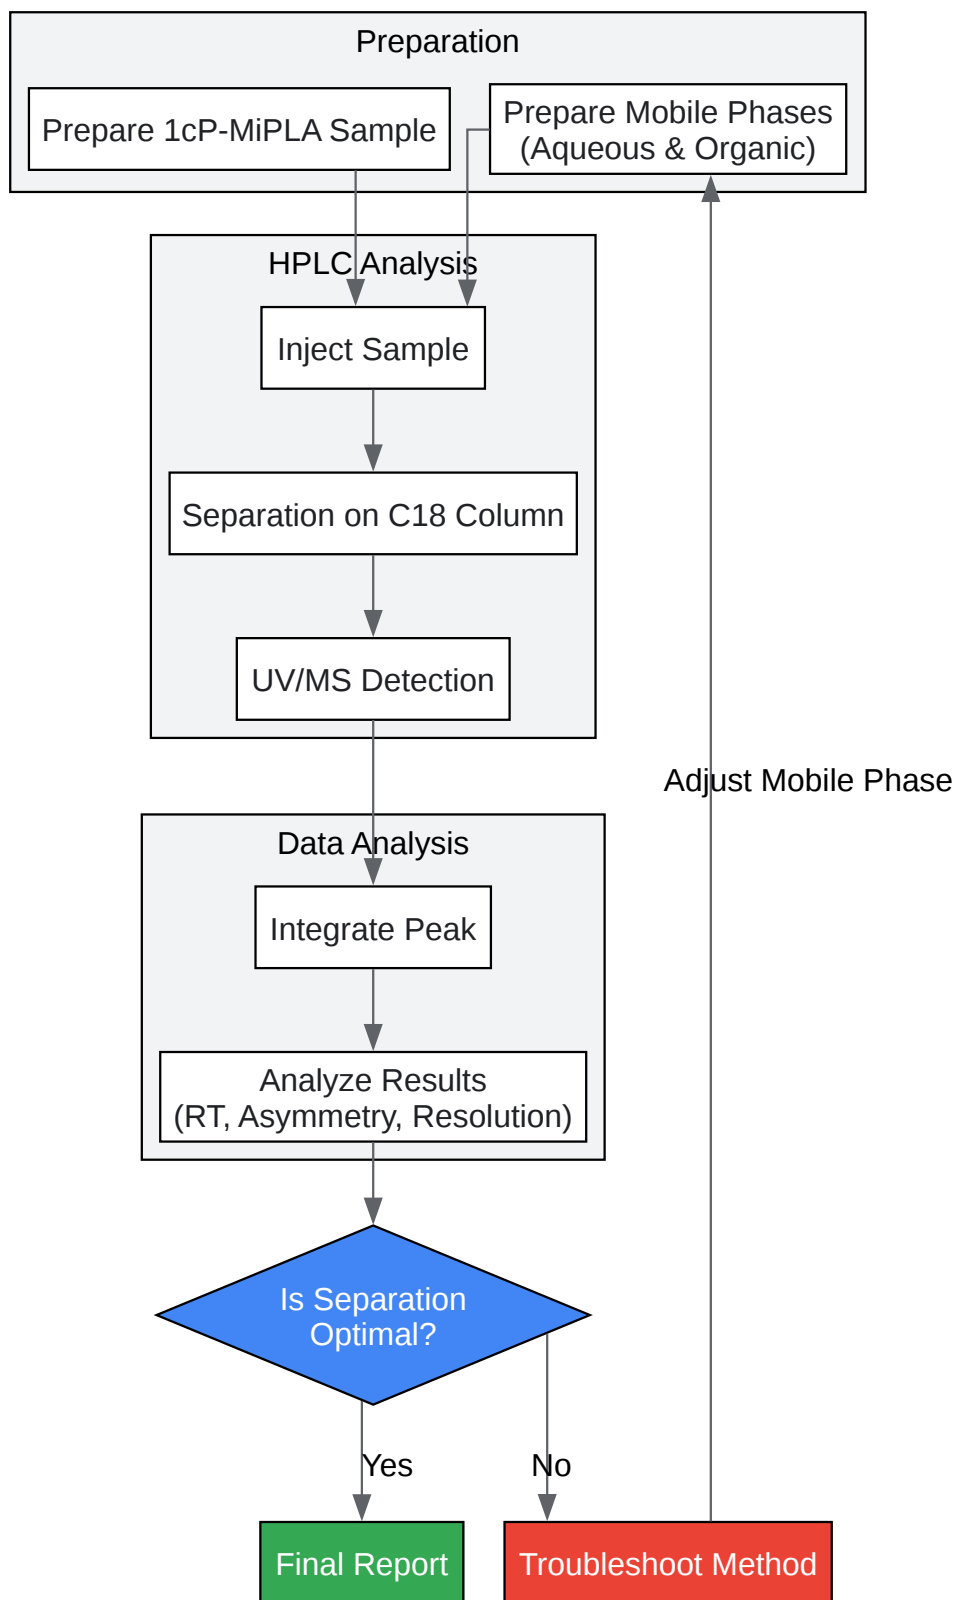 Preparation
Prepare 1cP-MiPLA Sample
Prepare Mobile Phases
(Aqueous & Organic)
HPLC Analysis
Inject Sample
Separation on C18 Column
UV/MS Detection
Adjust Mobile Phase
Data Analysis
Integrate Peak
Analyze Results
(RT, Asymmetry, Resolution)
Is Separation
Optimal?
Yes
No
Final Report
Troubleshoot Method